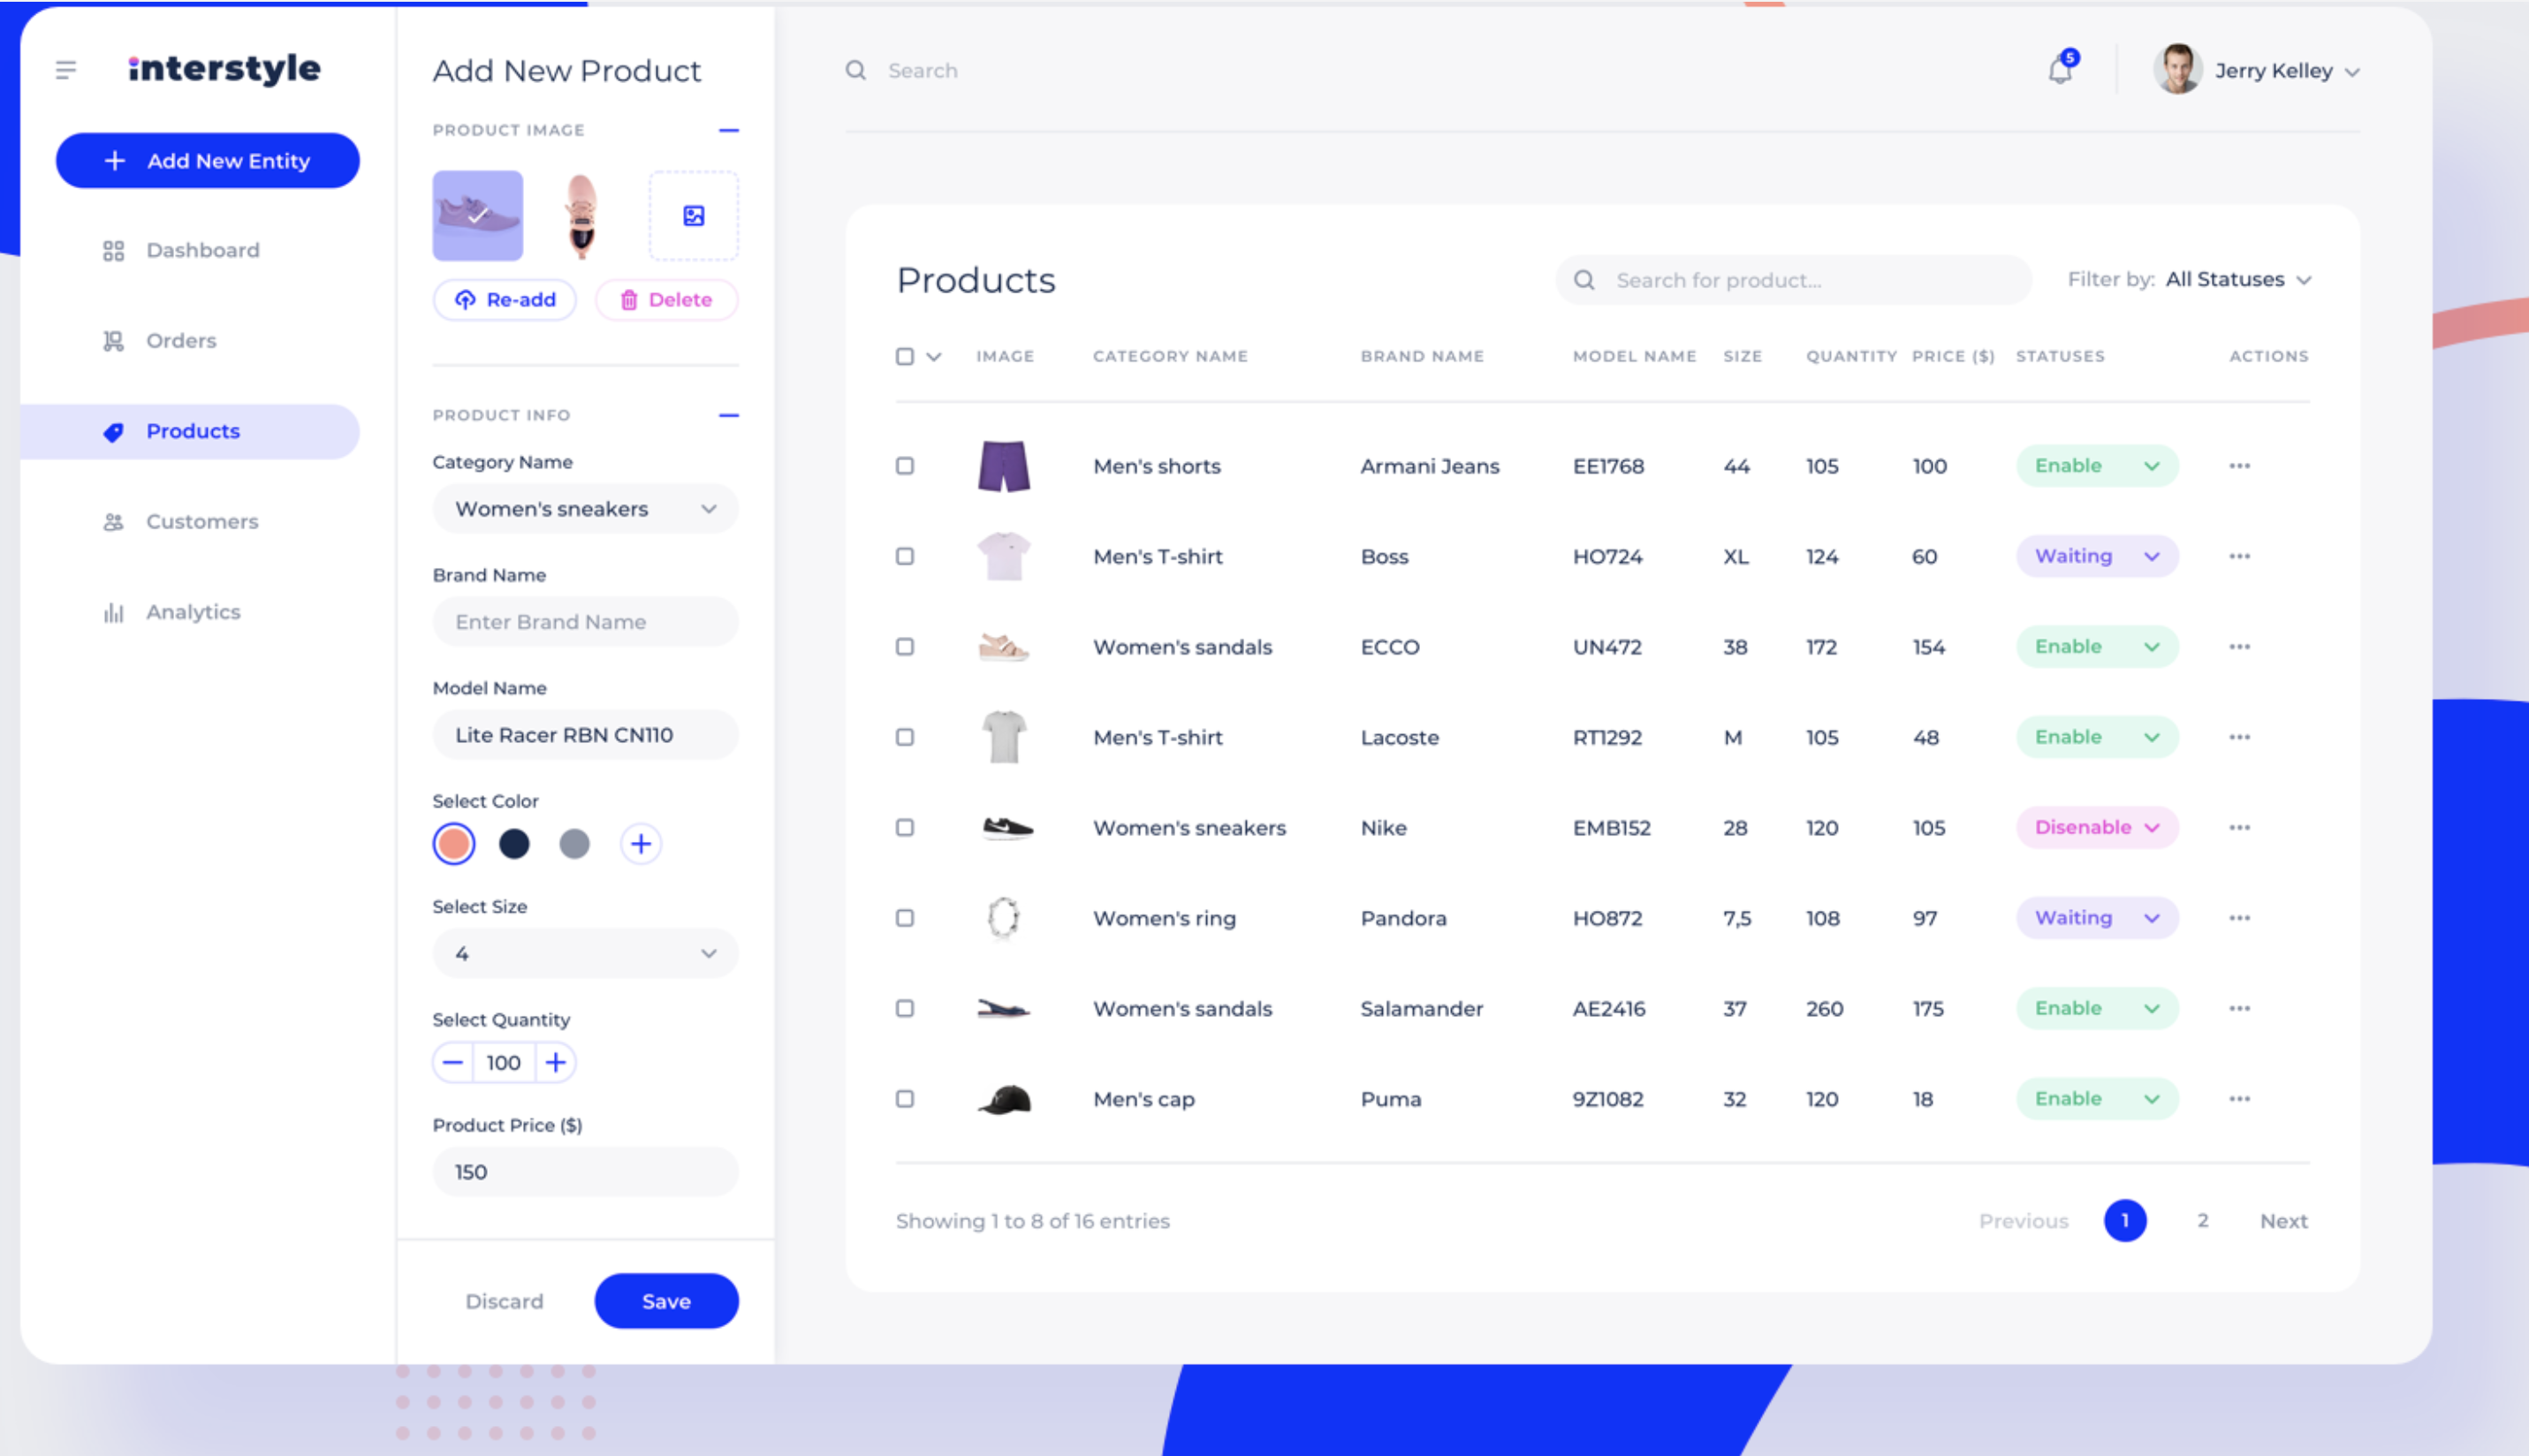 interstyle
Add New Entity
Dashboard
Orders
Products
Customers
Analytics
Add New Product
PRODUCT IMAGE
Re-add Delete
PRODUCT INFO
Category Name
Women's sneakers
Brand Name
Enter Brand Name
Model Name
Lite Racer RBN CN110
Select Color
Select Size
4
Select Quantity
100
Product Price ($)
150
Discard Save
Search 5 Jerry Kelley
Products Search for product... Filter by: All Statuses
IMAGE CATEGORY NAME BRAND NAME MODEL NAME SIZE QUANTITY PRICE ($) STATUSES ACTIONS
Men's shorts Armani Jeans EE1768 44 105 100 Enable
Men's T-shirt Boss HO724 XL 124 60 Waiting
Women's sandals ECCO UN472 38 172 154 Enable
Men's T-shirt Lacoste RT1292 M 105 48 Enable
Women's sneakers Nike EMB152 28 120 105 Disenable
Women's ring Pandora HO872 7,5 108 97 Waiting
Women's sandals Salamander AE2416 37 260 175 Enable
Men's cap Puma 9Z1082 32 120 18 Enable
Showing 1 to 8 of 16 entries Previous 1 2 Next